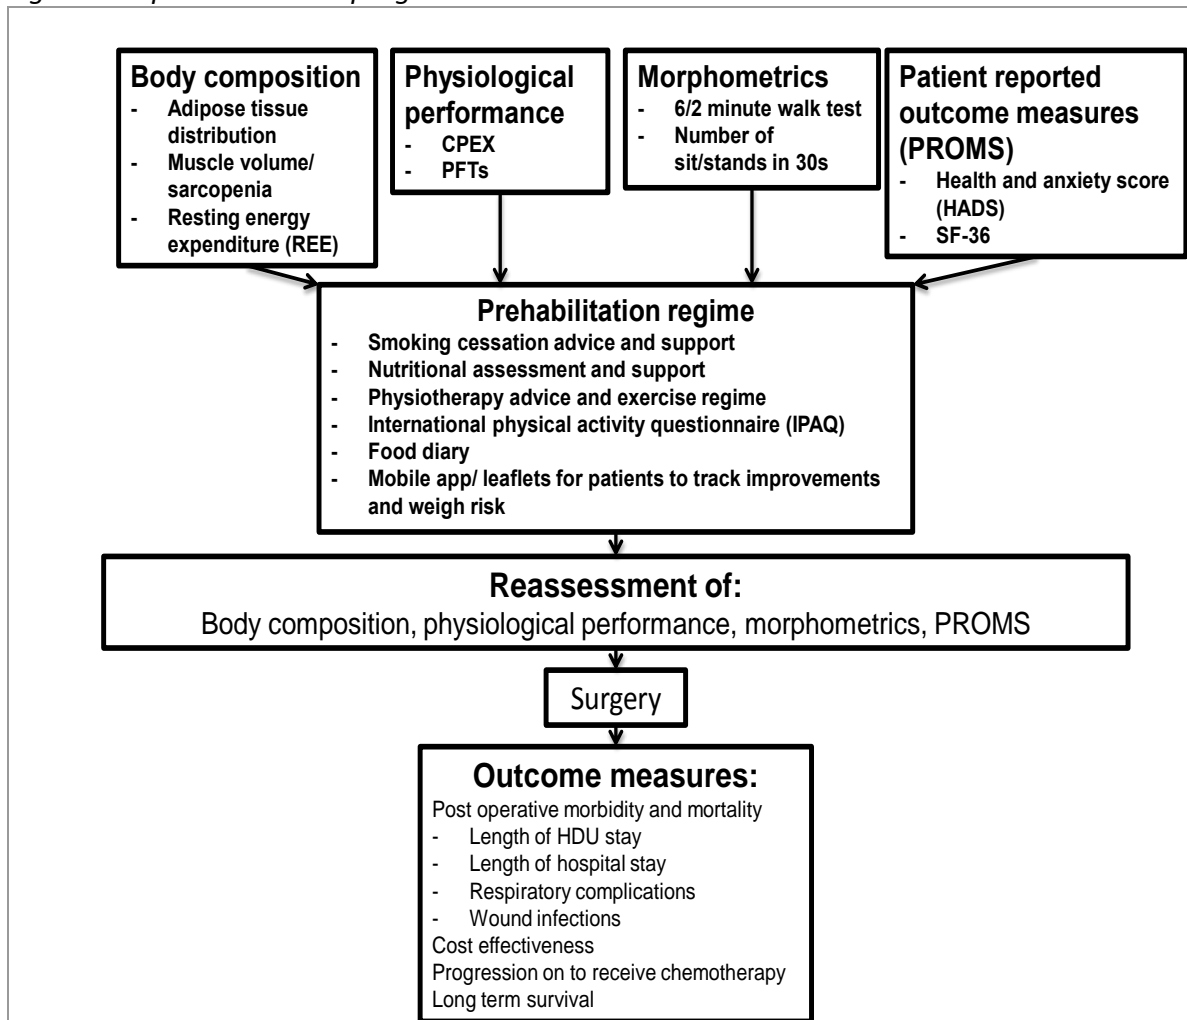 Body composition
- Adipose tissue
distribution
- Muscle volume/
sarcopenia
- Resting energy
expenditure (REE)
Physiological
performance
- CPEX
- PFTs
Morphometrics
- 6/2 minute walk test
- Number of
sit/stands in 30s
Patient reported
outcome measures
(PROMS)
- Health and anxiety score
(HADS)
- SF-36
Prehabilitation regime
- Smoking cessation advice and support
- Nutritional assessment and support
- Physiotherapy advice and exercise regime
- International physical activity questionnaire (IPAQ)
- Food diary
- Mobile app/ leaflets for patients to track improvements
and weigh risk
Reassessment of:
Body composition, physiological performance, morphometrics, PROMS
Surgery
Outcome measures:
Post operative morbidity and mortality
- Length of HDU stay
- Length of hospital stay
- Respiratory complications
- Wound infections
Cost effectiveness
Progression on to receive chemotherapy
Long term survival